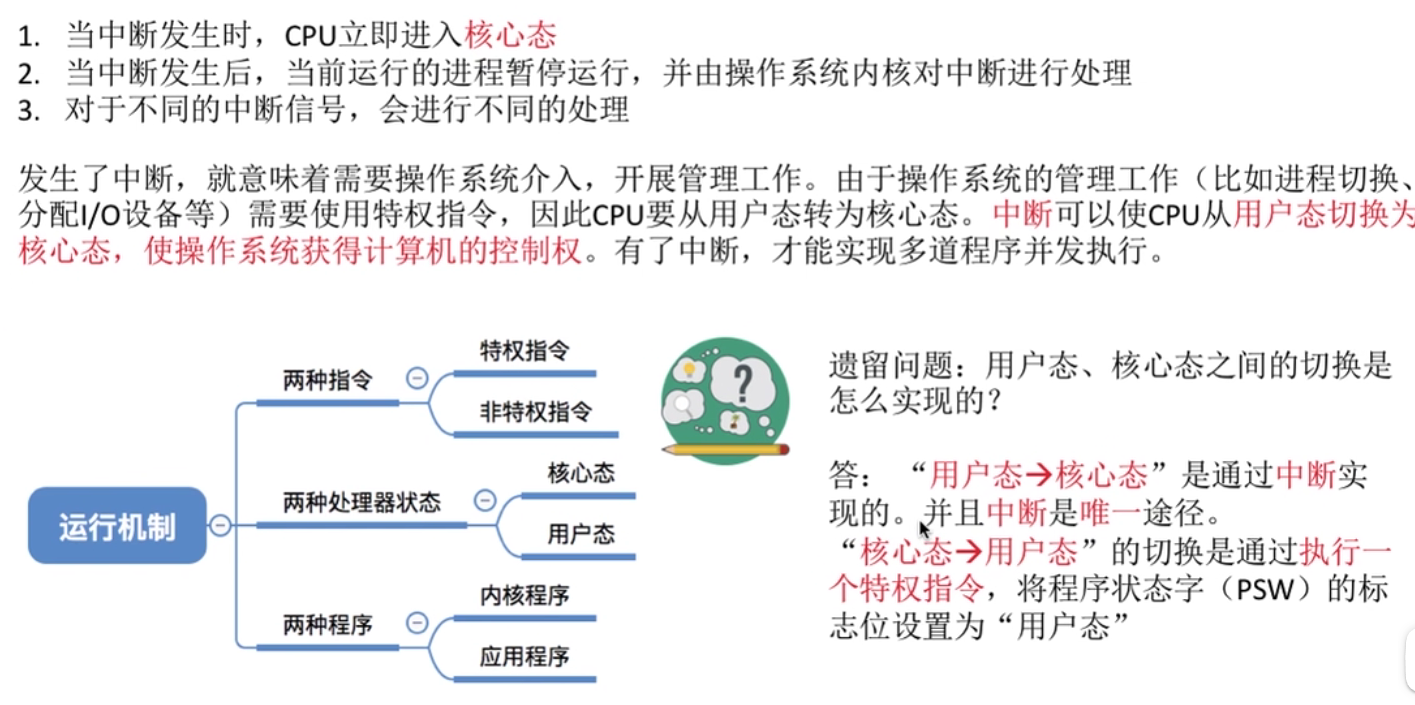 1. 当中断发生时，CPU立即进入核心态
2. 当中断发生后，当前运行的进程暂停运行，并由操作系统内核对中断进行处理
3. 对于不同的中断信号，会进行不同的处理
发生了中断，就意味着需要操作系统介入，开展管理工作。由于操作系统的管理工作（比如进程切换、
分配I/O设备等）需要使用特权指令，因此CPU要从用户态转为核心态。中断可以使CPU从用户态切换为
核心态，使操作系统获得计算机的控制权。有了中断，才能实现多道程序并发执行。
运行机制
两种指令
特权指令
非特权指令
两种处理器状态
核心态
用户态
两种程序
内核程序
应用程序
?
遗留问题：用户态、核心态之间的切换是
怎么实现的？
答：“用户态→核心态”是通过中断实
现的。并且中断是唯一途径。
“核心态→用户态”的切换是通过执行一
个特权指令，将程序状态字（PSW）的标
志位设置为“用户态”